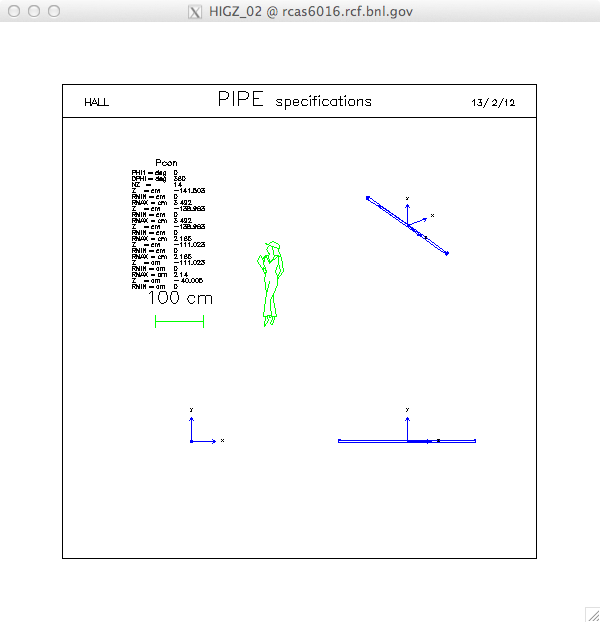 HIGZ_02 @ rcas6016.rcf.bnl.gov
HALL PIPE specifications 13/2/12
Pcon
PHI1 = deg 0
DPHI = deg 360
NZ = 14
Z = cm -141.603
RMIN = cm 0
RMAX = cm 3.492
Z = cm -138.963
RMIN = cm 0
RMAX = cm 3.492
Z = cm -138.963
RMIN = cm 0
RMAX = cm 2.165
Z = cm -111.023
RMIN = cm 0
RMAX = cm 2.165
Z = cm -111.023
RMIN = cm 0
RMAX = cm 2.14
Z = cm -40.005
RMIN = cm 0
100 cm
y
x
y
x
y